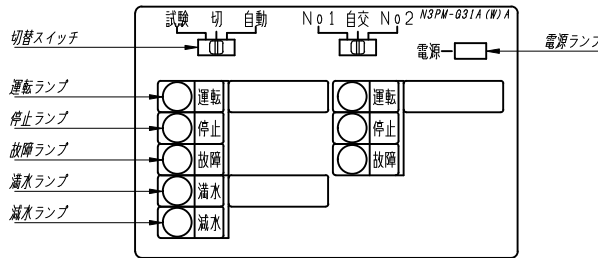 試験 切 自動 No1 自交 No2 N3PM-G3IA(W)A
切替スイッチ 電源 電源ランプ
運転ランプ 運転 運転
停止ランプ 停止 停止
故障ランプ 故障 故障
満水ランプ 満水
減水ランプ 減水